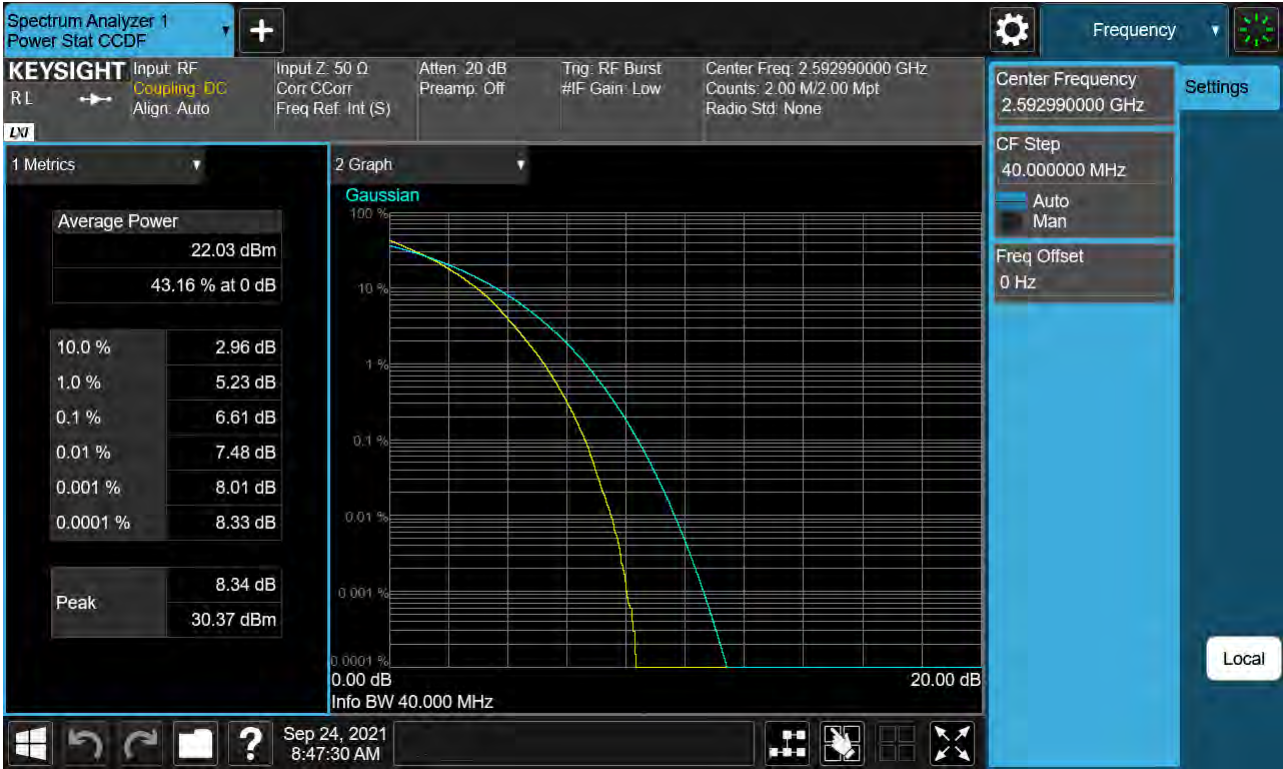 Spectrum Analyzer 1
Power Stat CCDF
Frequency
KEYSIGHT
R L
LXI
Input: RF
Coupling: DC
Align: Auto
Input Z: 50 Ω
Corr CCorr
Freq Ref: Int (S)
Atten: 20 dB
Preamp: Off
Trig: RF Burst
#IF Gain: Low
Center Freq: 2.592990000 GHz
Counts: 2.00 M/2.00 Mpt
Radio Std: None
Center Frequency
2.592990000 GHz
Settings
CF Step
40.000000 MHz
Auto
Man
Freq Offset
0 Hz
Local
1 Metrics
Average Power
22.03 dBm
43.16 % at 0 dB
10.0 % 2.96 dB
1.0 % 5.23 dB
0.1 % 6.61 dB
0.01 % 7.48 dB
0.001 % 8.01 dB
0.0001 % 8.33 dB
Peak
8.34 dB
30.37 dBm
2 Graph
Gaussian
100 %
10 %
1 %
0.1 %
0.01 %
0.001 %
0.0001 %
0.00 dB
20.00 dB
Info BW 40.000 MHz
?
Sep 24, 2021
8:47:30 AM